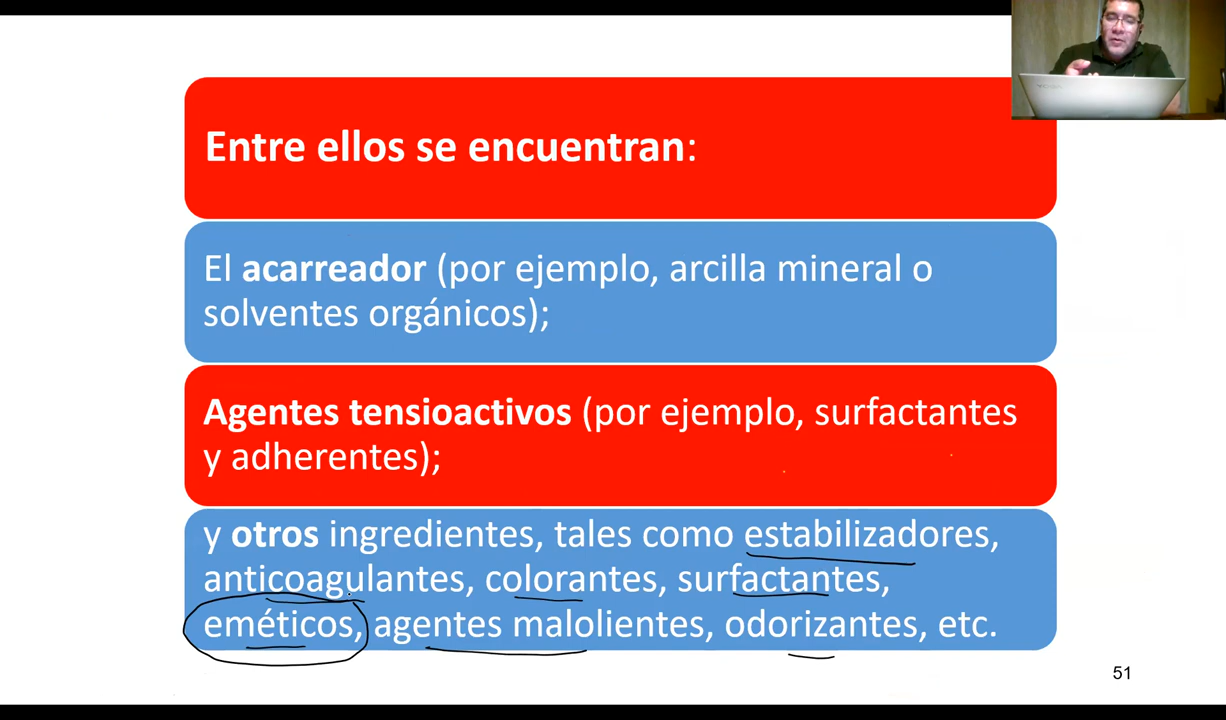 Entre ellos se encuentran:
El acarreador (por ejemplo, arcilla mineral o
solventes orgánicos);
Agentes tensioactivos (por ejemplo, surfactantes
y adherentes);
y otros ingredientes, tales como estabilizadores,
anticoagulantes, colorantes, surfactantes,
eméticos, agentes malolientes, odorizantes, etc.
51